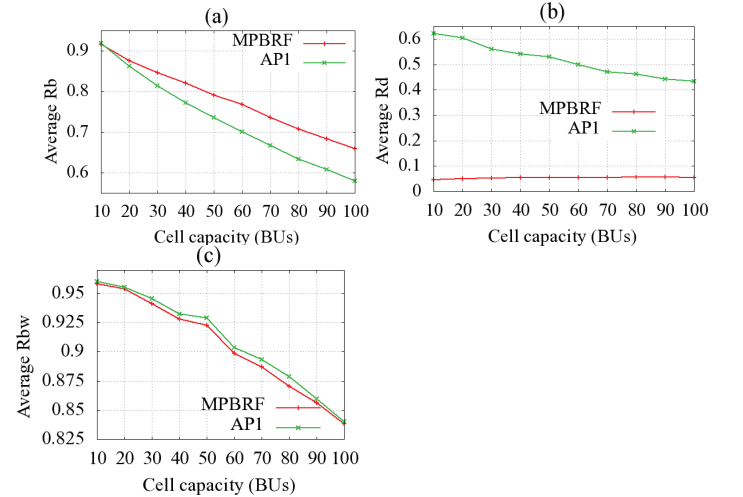 (a)
Average Rb
0.9
0.8
0.7
0.6
MPBRF
AP1
10 20 30 40 50 60 70 80 90 100
Cell capacity (BUs)
(b)
Average Rd
0.6
0.5
0.4
0.3
0.2
0.1
0
MPBRF
AP1
10 20 30 40 50 60 70 80 90 100
Cell capacity (BUs)
(c)
Average Rbw
0.95
0.925
0.9
0.875
0.85
0.825
MPBRF
AP1
10 20 30 40 50 60 70 80 90 100
Cell capacity (BUs)